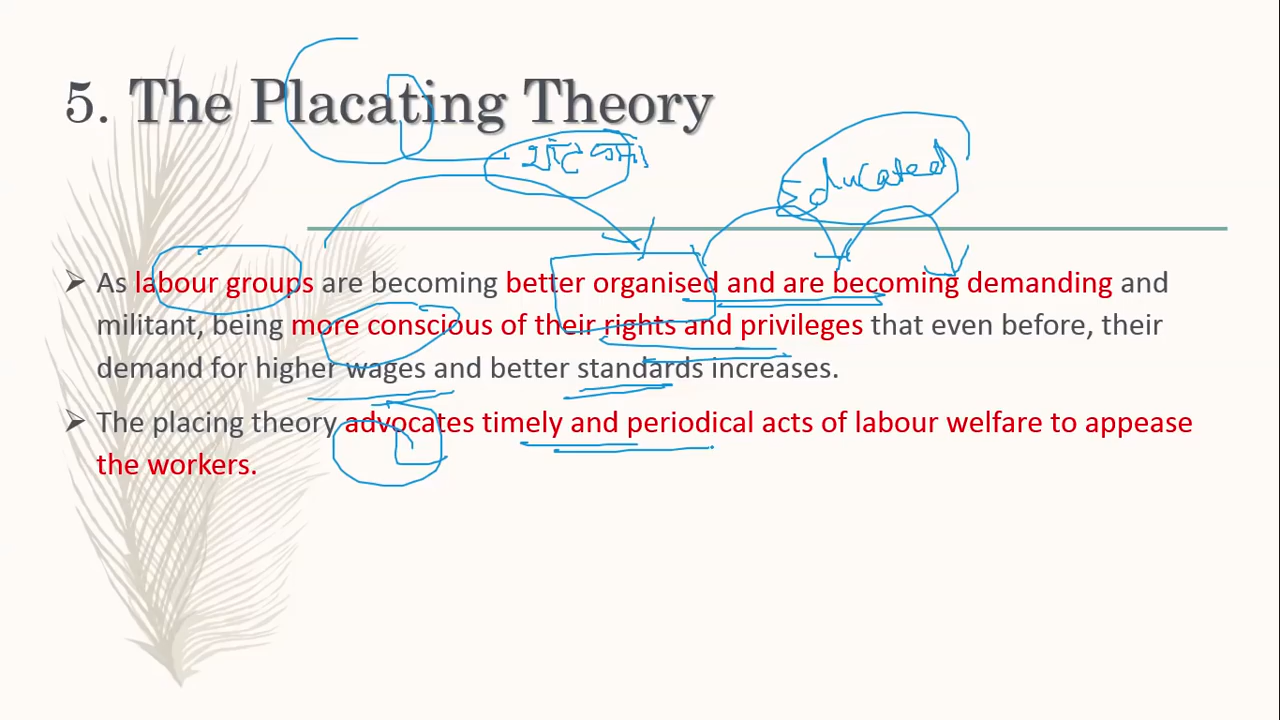 5. The Placating Theory
Educated
➢ As labour groups are becoming better organised and are becoming demanding and
militant, being more conscious of their rights and privileges that even before, their
demand for higher wages and better standards increases.
➢ The placing theory advocates timely and periodical acts of labour welfare to appease
the workers.